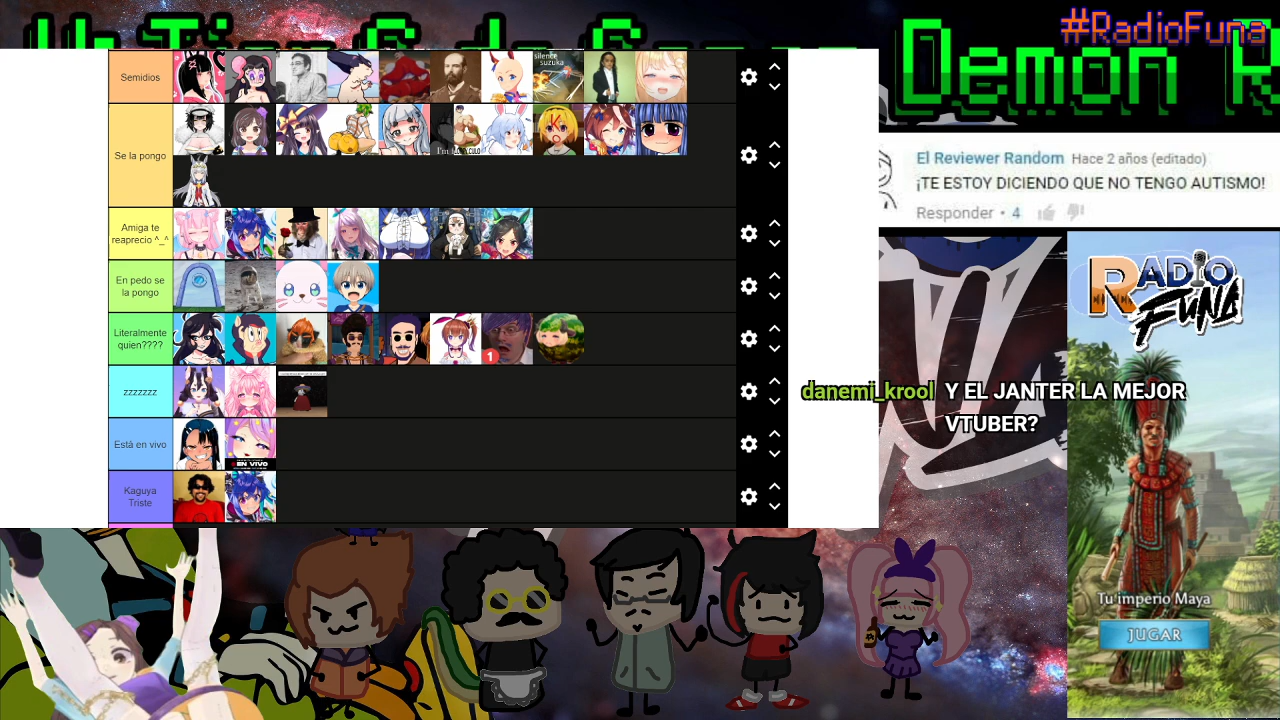 #RadioFuna
Demon
Semidios
silence
suzuka
Se la pongo
Amiga te
reaprecio ^_^
En pedo se
la pongo
Literalmente
quien????
1
zzzzzzz
Está en vivo
EN VIVO
Kaguya
Triste
El Reviewer Random Hace 2 años (editado)
¡TE ESTOY DICIENDO QUE NO TENGO AUTISMO!
Responder • 4
RADIO
FUNA
danemi_krool Y EL JANTER LA MEJOR
VTUBER?
Tu imperio Maya
JUGAR